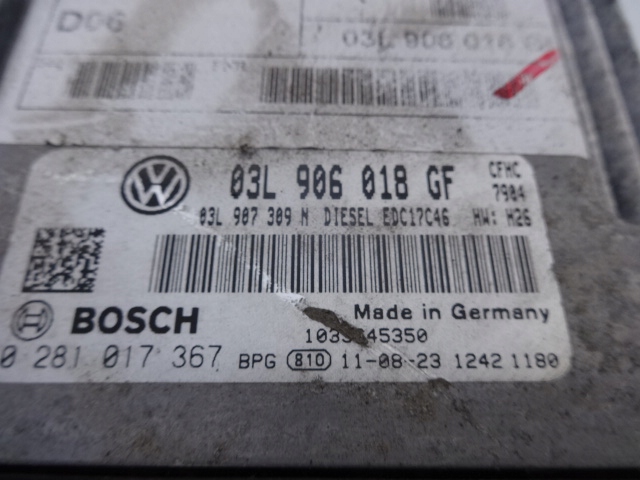 D06
03L 906 018
03L 906 018 GF CFHC
7904
03L 907 309 N DIESEL EDC17C46 HW: H26
BOSCH Made in Germany
0 281 017 367 BPG 810 11-08-23 1242 1180